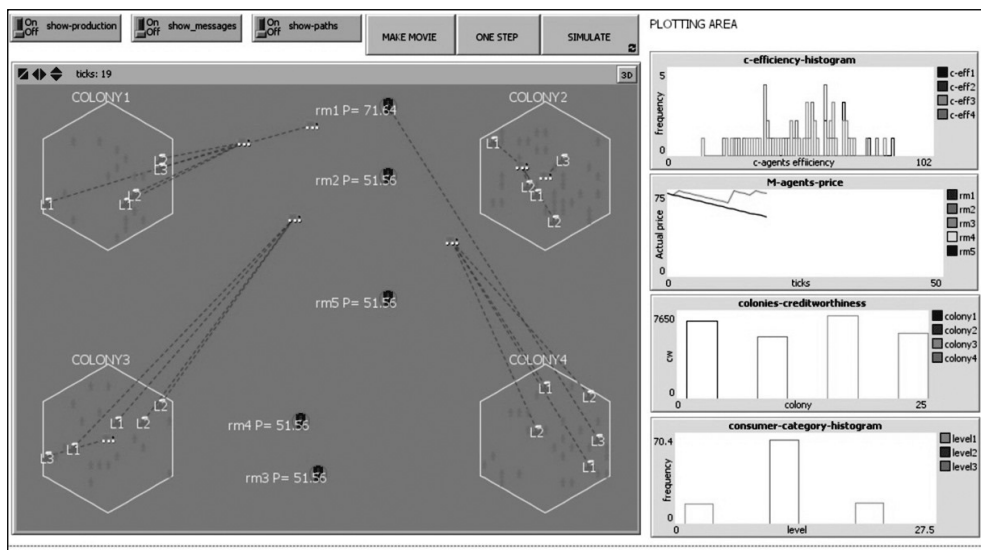 On Off show-production
On Off show_messages
On Off show-paths
MAKE MOVIE
ONE STEP
SIMULATE
PLOTTING AREA
ticks: 19
3D
COLONY1
COLONY2
rm1 P= 71.64
rm2 P= 51.56
rm5 P= 51.56
rm4 P= 51.56
rm3 P= 51.56
L3
L3
L1
L1
L2
L1
L3
L2
L1
L2
COLONY3
COLONY4
L2
L1
L2
L1
L3
L1
L2
L2
L3
L1
c-efficiency-histogram
5
frequency
0
0
c-agents effiiciency
102
c-eff1
c-eff2
c-eff3
c-eff4
M-agents-price
75
Actual price
0
0
ticks
50
rm1
rm2
rm3
rm4
rm5
colonies-creditworthiness
7650
cw
0
0
colony
25
colony1
colony2
colony3
colony4
consumer-category-histogram
70.4
frequency
0
0
level
27.5
level1
level2
level3